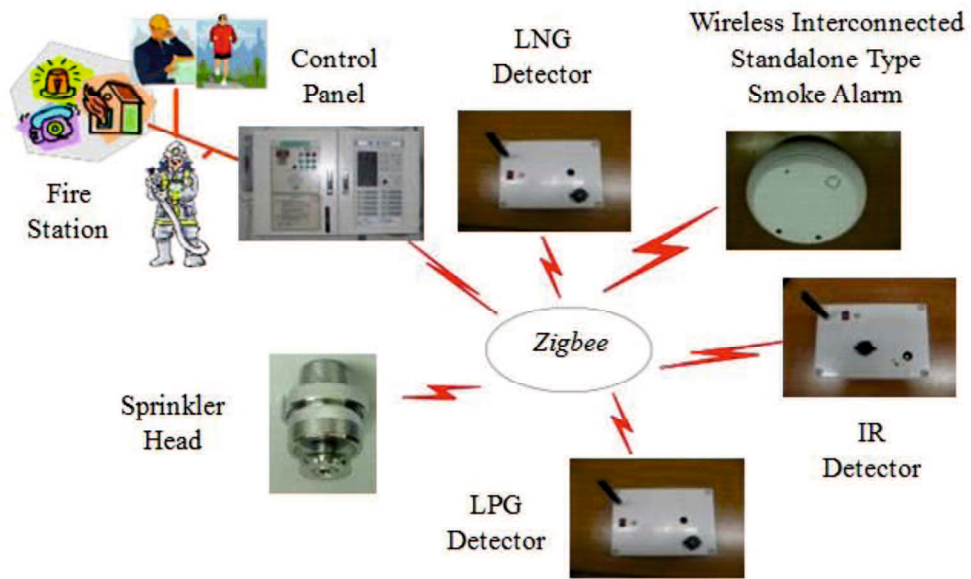 Control
Panel
LNG
Detector
Wireless Interconnected
Standalone Type
Smoke Alarm
Fire
Station
Zigbee
Sprinkler
Head
IR
Detector
LPG
Detector